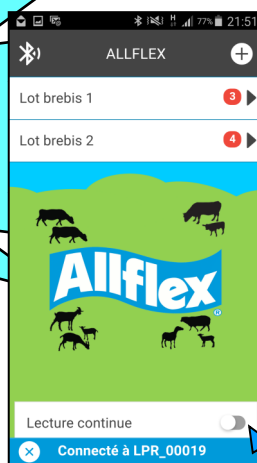 77% 21:51
ALLFLEX
Lot brebis 1 3
Lot brebis 2 4
Allflex
Lecture continue
Connecté à LPR_00019